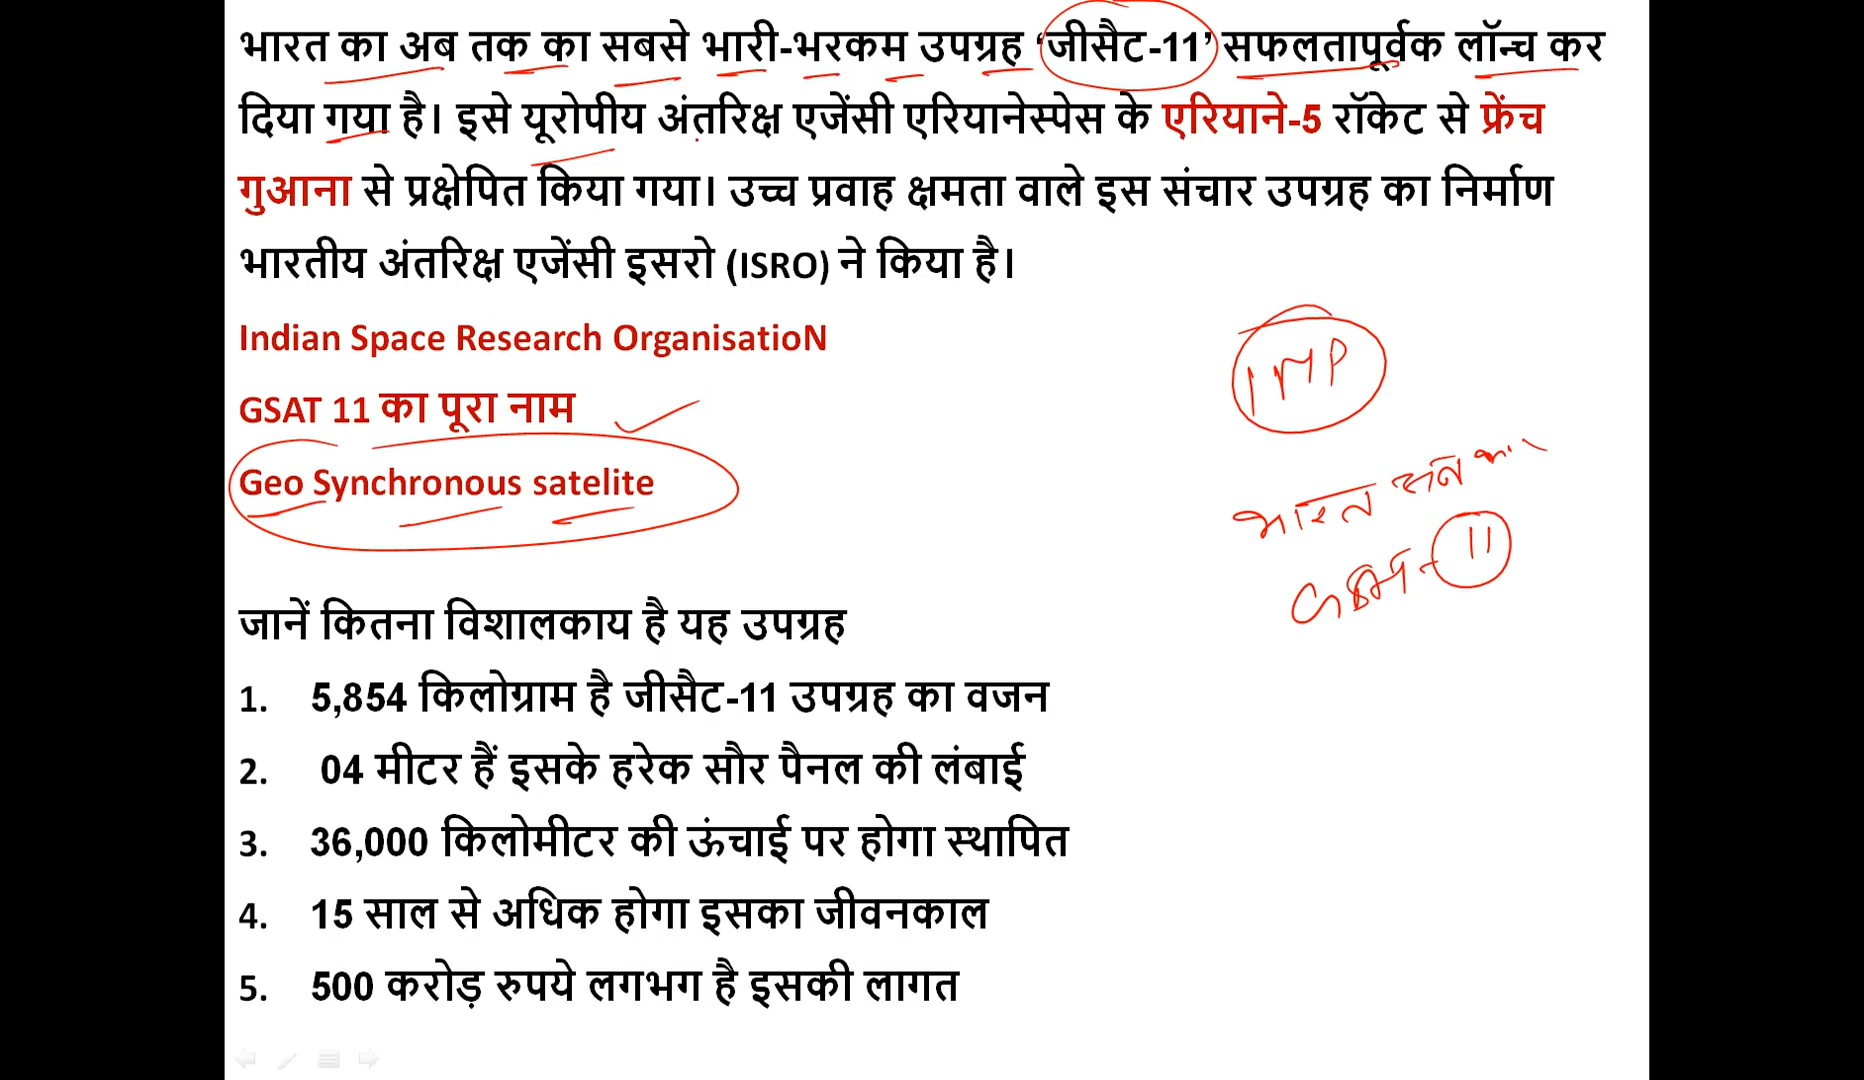 भारत का अब तक का सबसे भारी-भरकम उपग्रह ‘जीसैट-11’ सफलतापूर्वक लॉन्च कर
दिया गया है। इसे यूरोपीय अंतरिक्ष एजेंसी एरियानेस्पेस के एरियाने-5 रॉकेट से फ्रेंच
गुआना से प्रक्षेपित किया गया। उच्च प्रवाह क्षमता वाले इस संचार उपग्रह का निर्माण
भारतीय अंतरिक्ष एजेंसी इसरो (ISRO) ने किया है।
Indian Space Research OrganisatioN
IMP
GSAT 11 का पूरा नाम
Geo Synchronous satelite
भारत
11
जानें कितना विशालकाय है यह उपग्रह
1. 5,854 किलोग्राम है जीसैट-11 उपग्रह का वजन
2. 04 मीटर हैं इसके हरेक सौर पैनल की लंबाई
3. 36,000 किलोमीटर की ऊंचाई पर होगा स्थापित
4. 15 साल से अधिक होगा इसका जीवनकाल
5. 500 करोड़ रुपये लगभग है इसकी लागत